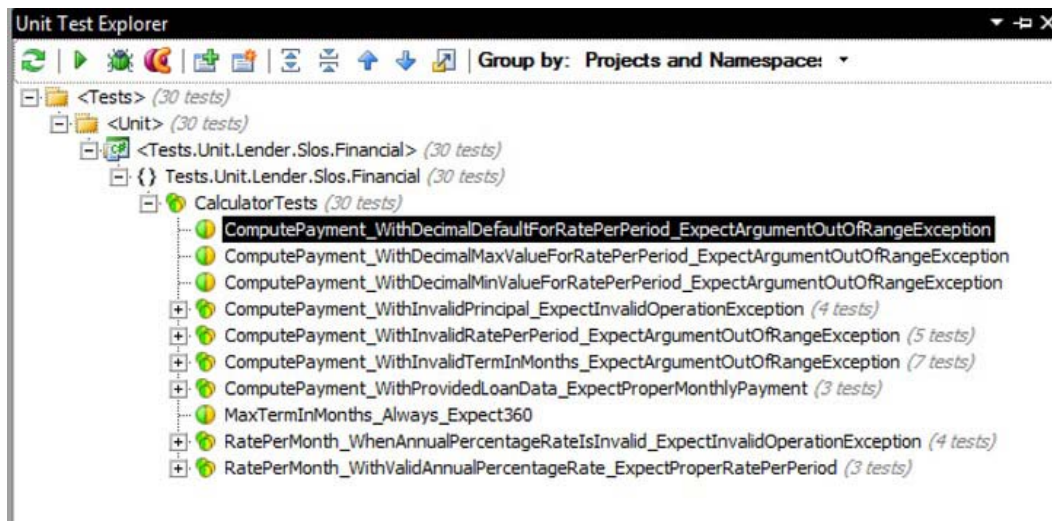 Unit Test Explorer
Group by: Projects and Namespace:
<Tests> (30 tests)
<Unit> (30 tests)
<Tests.Unit.Lender.Slos.Financial> (30 tests)
{} Tests.Unit.Lender.Slos.Financial (30 tests)
CalculatorTests (30 tests)
ComputePayment_WithDecimalDefaultForRatePerPeriod_ExpectArgumentOutOfRangeException
ComputePayment_WithDecimalMaxValueForRatePerPeriod_ExpectArgumentOutOfRangeException
ComputePayment_WithDecimalMinValueForRatePerPeriod_ExpectArgumentOutOfRangeException
ComputePayment_WithInvalidPrincipal_ExpectInvalidOperationException (4 tests)
ComputePayment_WithInvalidRatePerPeriod_ExpectArgumentOutOfRangeException (5 tests)
ComputePayment_WithInvalidTermInMonths_ExpectArgumentOutOfRangeException (7 tests)
ComputePayment_WithProvidedLoanData_ExpectProperMonthlyPayment (3 tests)
MaxTermInMonths_Always_Expect360
RatePerMonth_WhenAnnualPercentageRateIsInvalid_ExpectInvalidOperationException (4 tests)
RatePerMonth_WithValidAnnualPercentageRate_ExpectProperRatePerPeriod (3 tests)